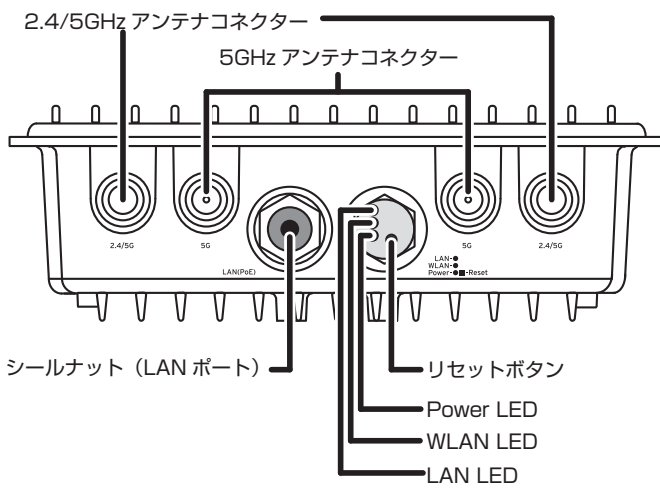 2.4/5GHz アンテナコネクター
5GHz アンテナコネクター
2.4/5G
5G
LAN(PoE)
5G
2.4/5G
LAN-●
WLAN-●
Power-●■-Reset
シールナット（LAN ポート）
リセットボタン
Power LED
WLAN LED
LAN LED